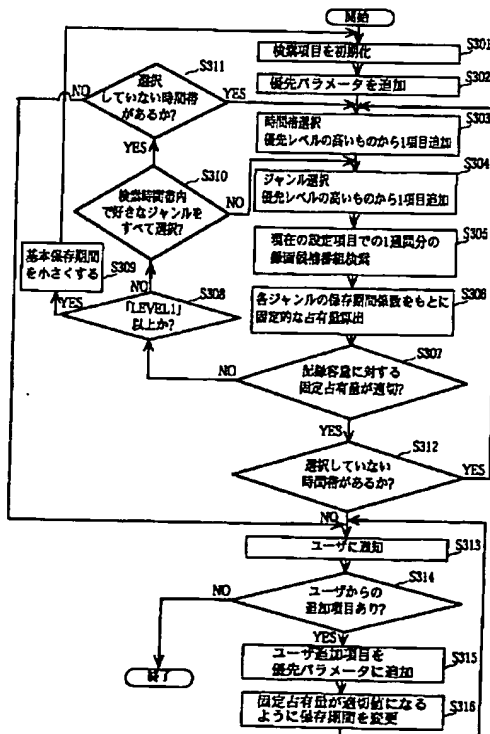 開始
検索項目を初期化
S301
優先パラメータを追加
S302
時間帯選択
優先レベルの高いものから1項目追加
S303
ジャンル選択
優先レベルの高いものから1項目追加
S304
現在の設定項目での1週間分の
録画候補番組検索
S305
各ジャンルの保存期間係数をもとに
固定的な占有量算出
S306
記録容量に対する
固定占有量が適切?
S307
NO
YES
「LEVEL1」
以上か?
S308
YES
NO
基本保存期間
を小さくする
S309
検索時間帯内
で好きなジャンルを
すべて選択?
S310
NO
YES
選択
していない時間帯
があるか?
S311
NO
YES
選択していない
時間帯があるか?
S312
YES
NO
ユーザに通知
S313
ユーザからの
追加項目あり?
S314
NO
YES
終了
ユーザ追加項目を
優先パラメータに追加
S315
固定占有量が適切値になる
ように保存期間を変更
S316